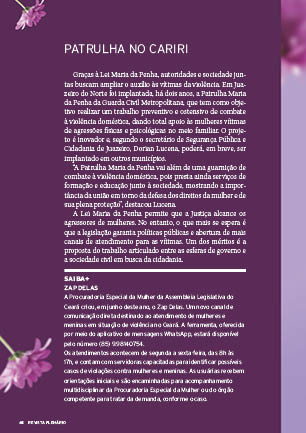 PATRULHA NO CARIRI
Graças à Lei Maria da Penha, autoridades e sociedade jun-
tas buscam ampliar o auxílio às vítimas da violência. Em Jua-
zeiro do Norte foi implantada, há dois anos, a Patrulha Maria
da Penha da Guarda Civil Metropolitana, que tem como obje-
tivo realizar um trabalho preventivo e ostensivo de combate
à violência doméstica, dando total apoio às mulheres vítimas
de agressões físicas e psicológicas no meio familiar. O proje-
to é inovador e, segundo o secretário de Segurança Pública e
Cidadania de Juazeiro, Dorian Lucena, poderá, em breve, ser
implantado em outros municípios.
"A Patrulha Maria da Penha vai além de uma guarnição de
combate à violência doméstica, pois presta ainda serviços de
formação e educação junto à sociedade, mostrando a impor-
tância da união em torno da defesa dos direitos da mulher e de
sua plena proteção", destacou Lucena.
A Lei Maria da Penha permite que a Justiça alcance os
agressores de mulheres. No entanto, o que mais se espera é
que a legislação garanta políticas públicas e abertura de mais
canais de atendimento para as vítimas. Um dos méritos é a
proposta do trabalho articulado entre as esferas de governo e
a sociedade civil em busca da cidadania.
SAIBA+
ZAP DELAS
A Procuradoria Especial da Mulher da Assembleia Legislativa do
Ceará criou, em junho deste ano, o Zap Delas. Um novo canal de
comunicação direta destinado ao atendimento de mulheres e
meninas em situação de violência no Ceará. A ferramenta, oferecida
por meio do aplicativo de mensagens WhatsApp, estará disponível
pelo número (85) 998140754.
Os atendimentos acontecem de segunda a sexta-feira, das 8h às
17h, e contam com servidoras capacitadas para identificar possíveis
casos de violações contra mulheres e meninas. As usuárias recebem
orientações iniciais e são encaminhadas para acompanhamento
multidisciplinar da Procuradoria Especial da Mulher ou do órgão
competente para tratar da demanda, conforme o caso.
REVISTA PLENÁRIO